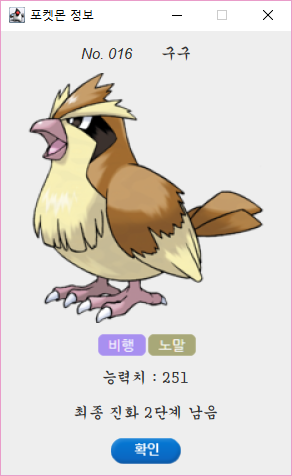 포켓몬 정보
No. 016 구구
비행 노말
능력치 : 251
최종 진화 2단계 남음
확인